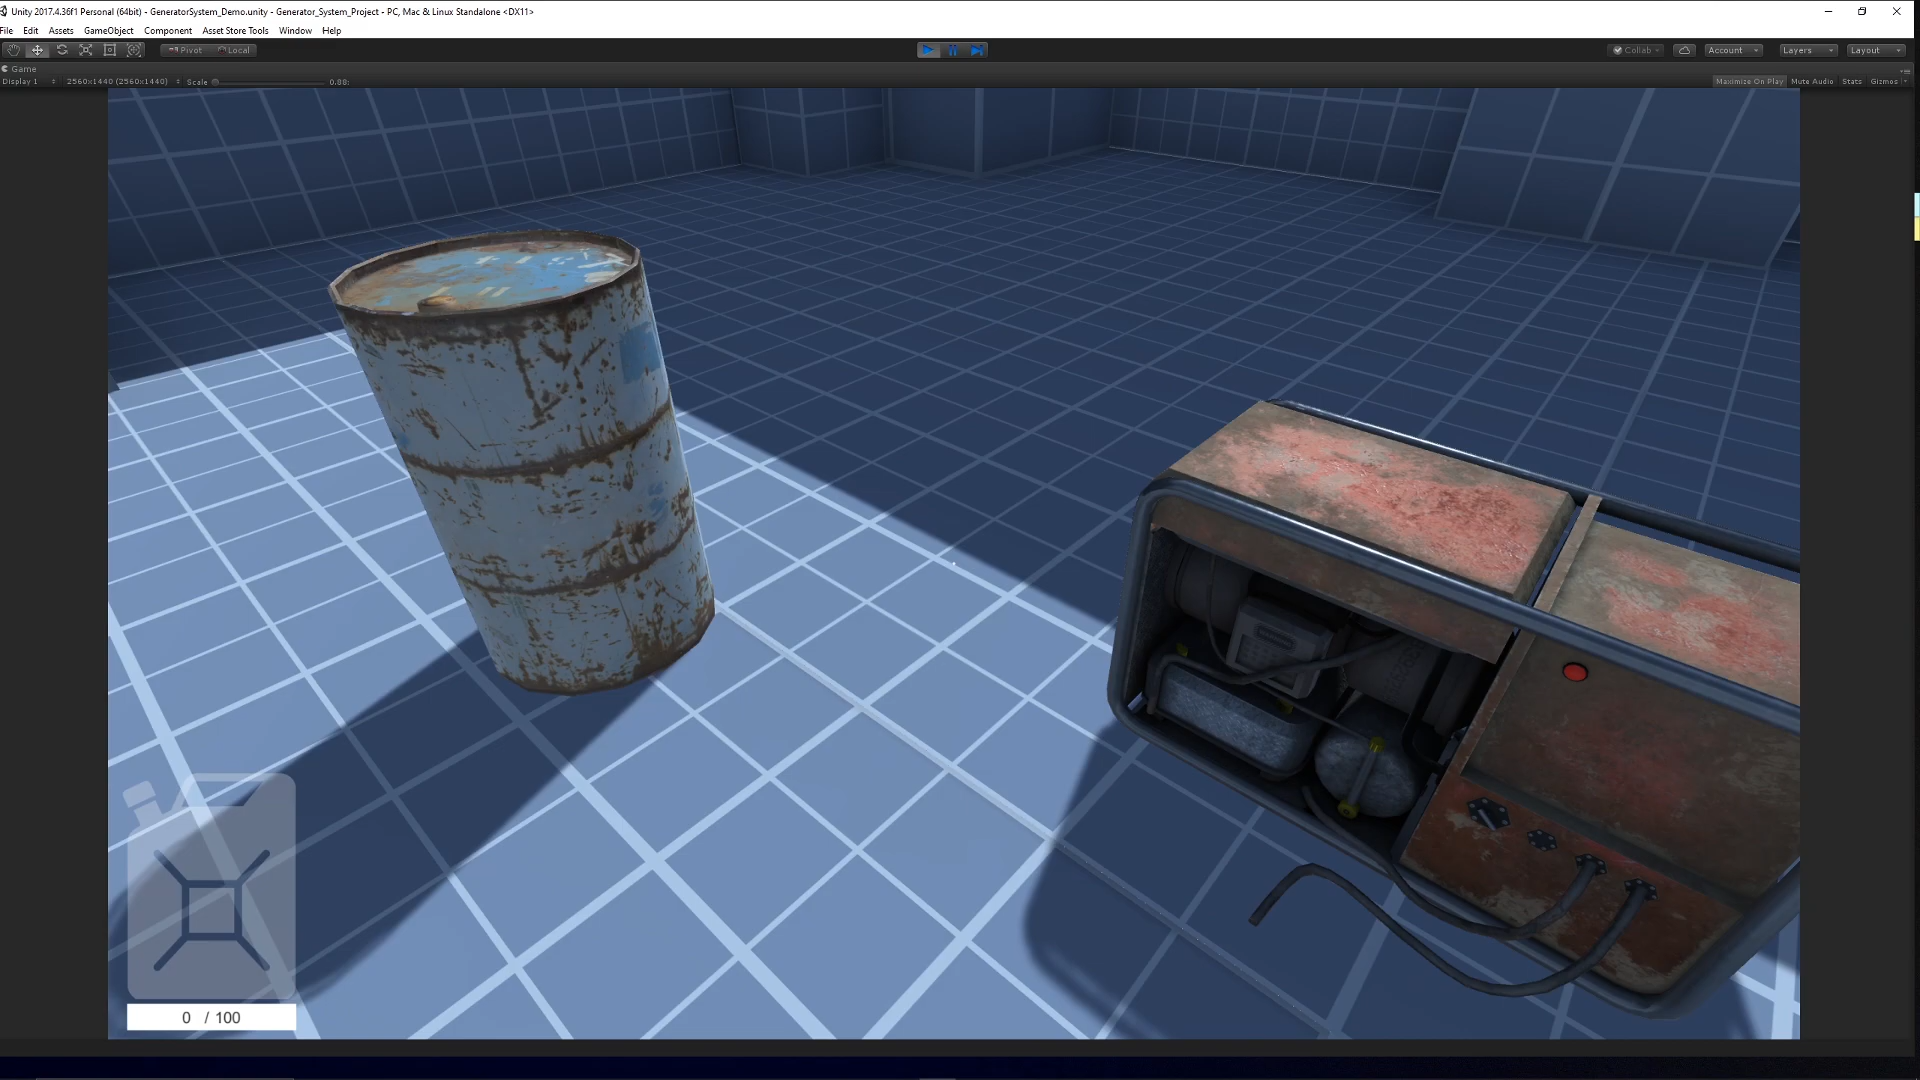 Unity 2017.4.36f1 Personal (64bit) - GeneratorSystem_Demo.unity - Generator_System_Project - PC, Mac & Linux Standalone <DX11>
File Edit Assets GameObject Component Asset Store Tools Window Help
Pivot Local Collab Account Layers Layout
Game
Display 1 2560x1440 (2560x1440) Scale 0.88: Maximize On Play Mute Audio Stats Gizmos
0 / 100